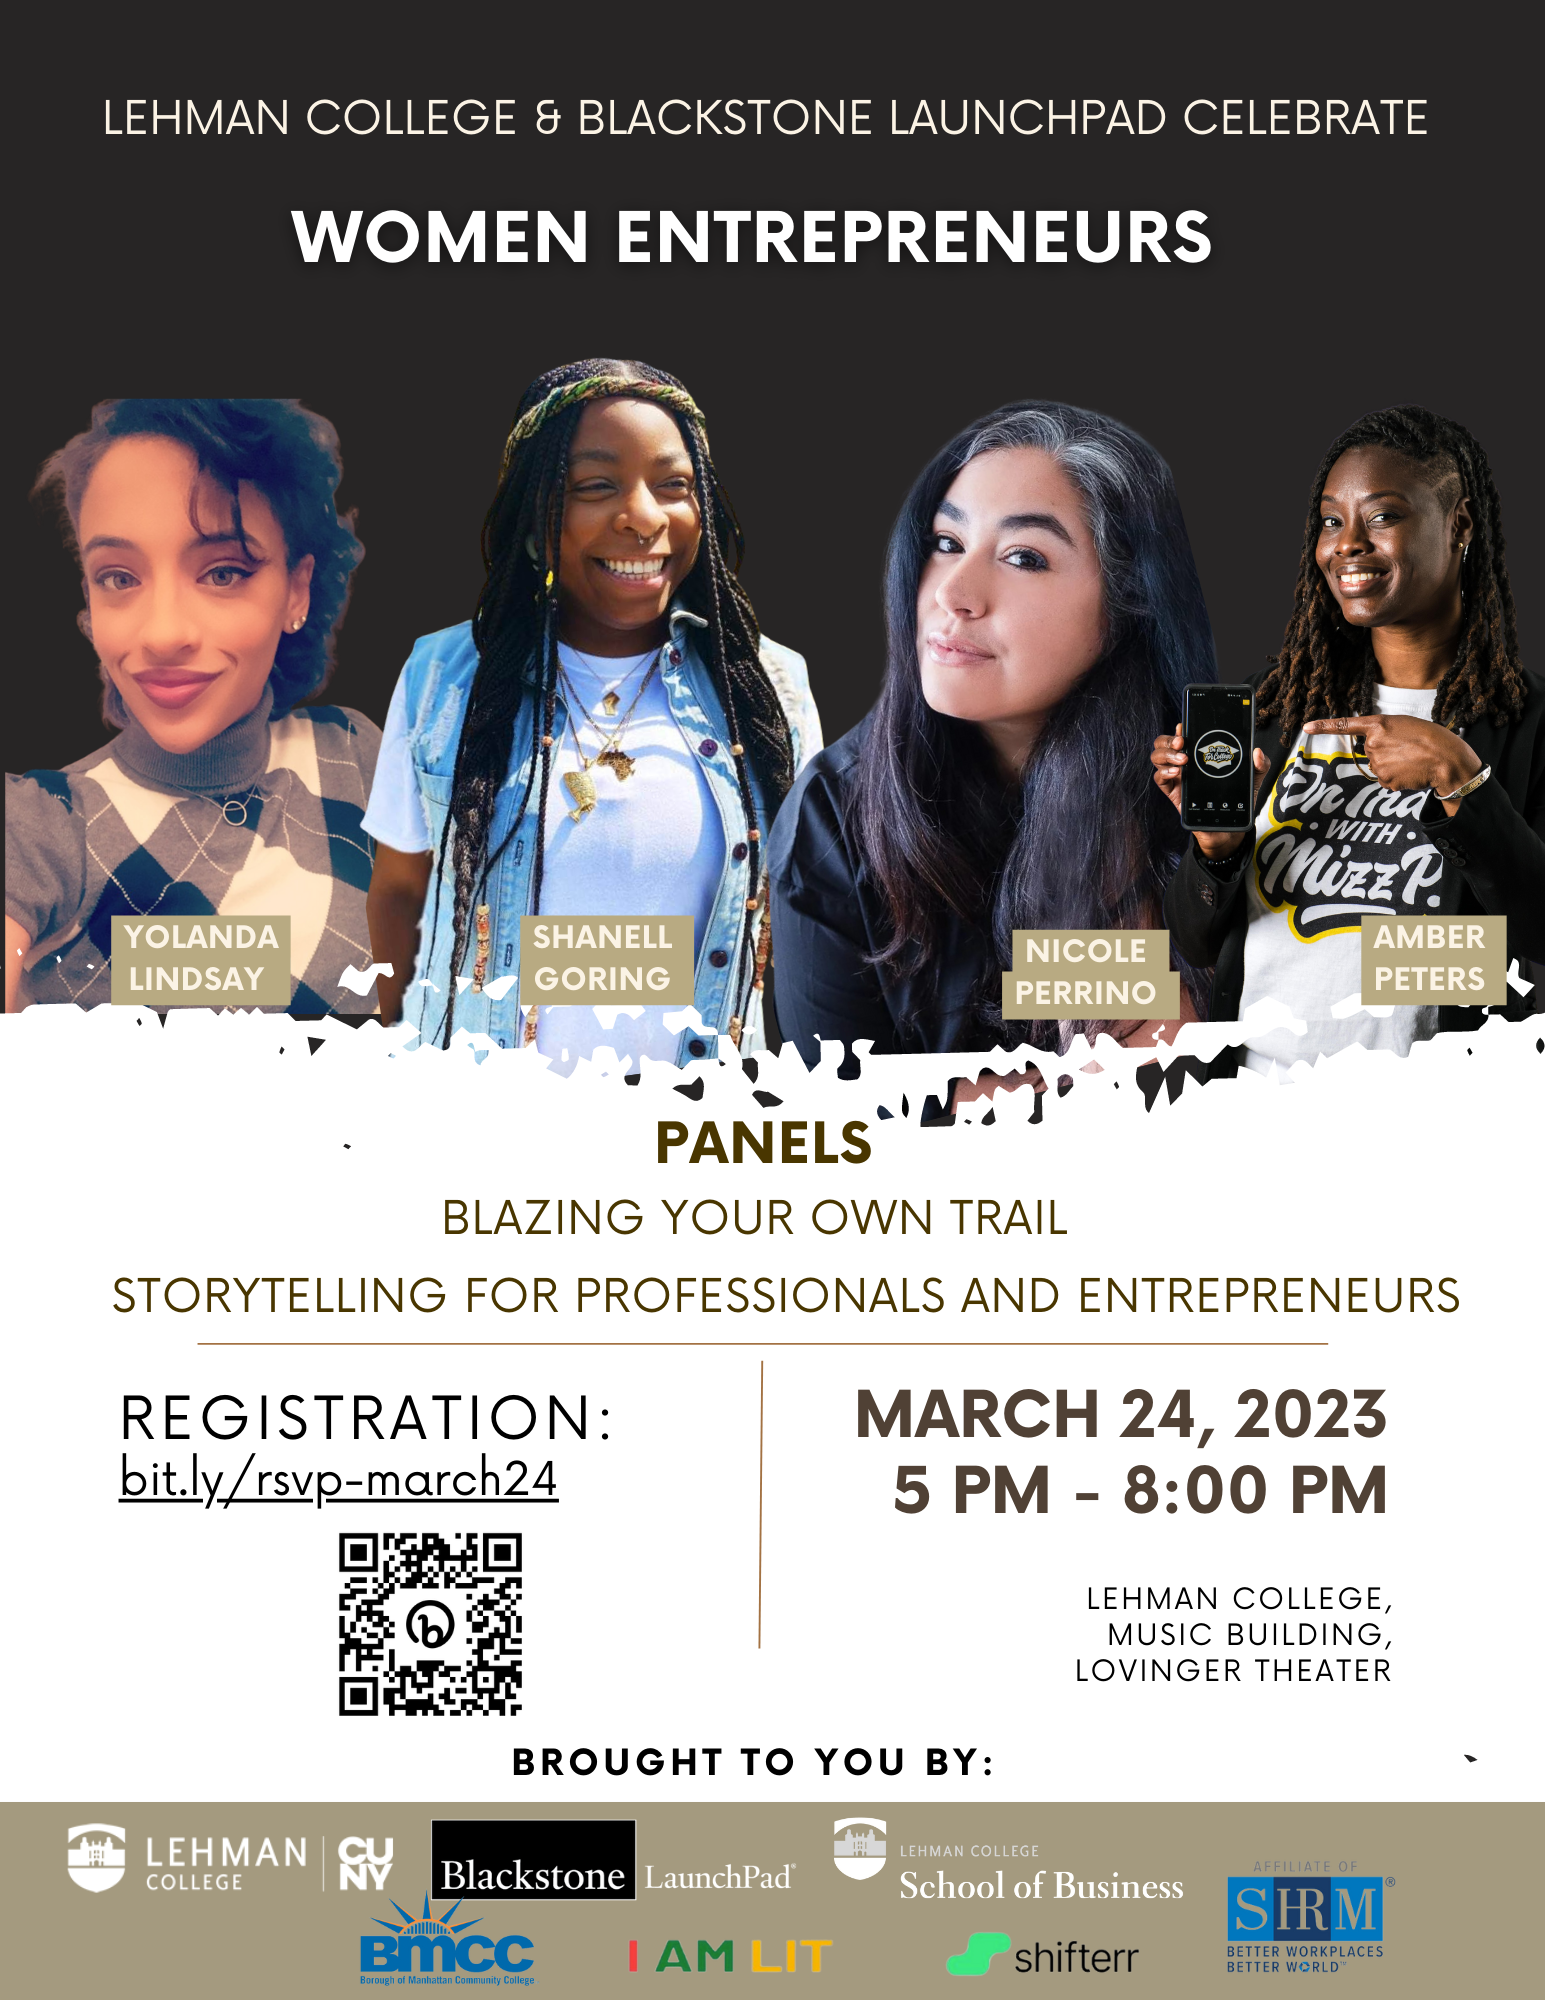 LEHMAN COLLEGE & BLACKSTONE LAUNCHPAD CELEBRATE
WOMEN ENTREPRENEURS
On Trac
WITH
Mizz P.
YOLANDA
LINDSAY
SHANELL
GORING
NICOLE
PERRINO
AMBER
PETERS
PANELS
BLAZING YOUR OWN TRAIL
STORYTELLING FOR PROFESSIONALS AND ENTREPRENEURS
REGISTRATION:
bit.ly/rsvp-march24
MARCH 24, 2023
5 PM - 8:00 PM
LEHMAN COLLEGE,
MUSIC BUILDING,
LOVINGER THEATER
BROUGHT TO YOU BY:
LEHMAN
COLLEGE
CU
NY
Blackstone LaunchPad®
LEHMAN COLLEGE
School of Business
AFFILIATE OF
SHRM®
BETTER WORKPLACES
BETTER WORLD™
BMCC
Borough of Manhattan Community College
I AM LIT
shifterr